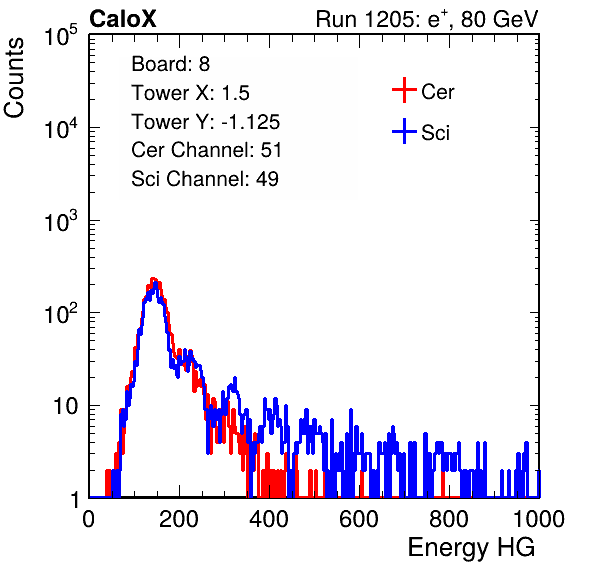 CaloX Run 1205: e⁺, 80 GeV
Counts
10⁵
10⁴
10³
10²
10
1
Board: 8
Tower X: 1.5
Tower Y: -1.125
Cer Channel: 51
Sci Channel: 49
Cer
Sci
0 200 400 600 800 1000
Energy HG